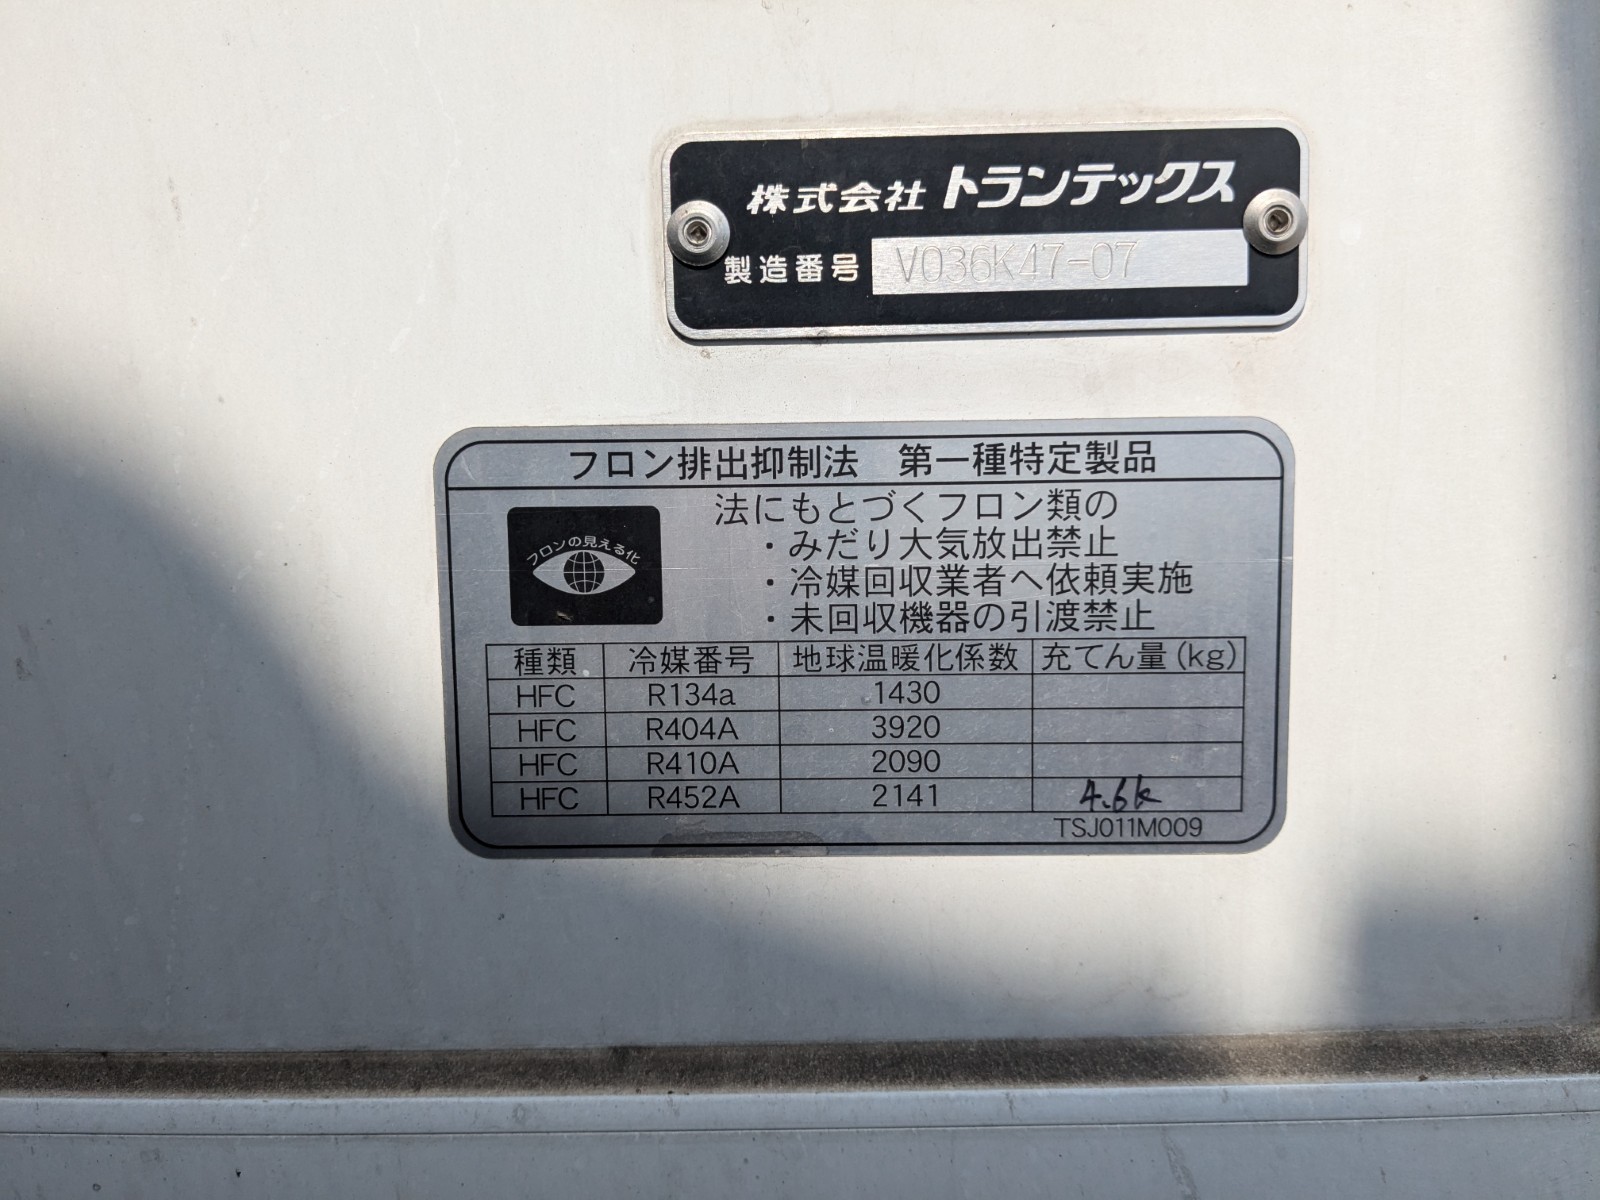 株式会社 トランテックス
製造番号 V036K47-07
フロン排出抑制法 第一種特定製品
フロンの見える化
法にもとづくフロン類の
・みだり大気放出禁止
・冷媒回収業者へ依頼実施
・未回収機器の引渡禁止
種類 冷媒番号 地球温暖化係数 充てん量(kg)
HFC R134a 1430
HFC R404A 3920
HFC R410A 2090
HFC R452A 2141 4.6k
TSJ011M009